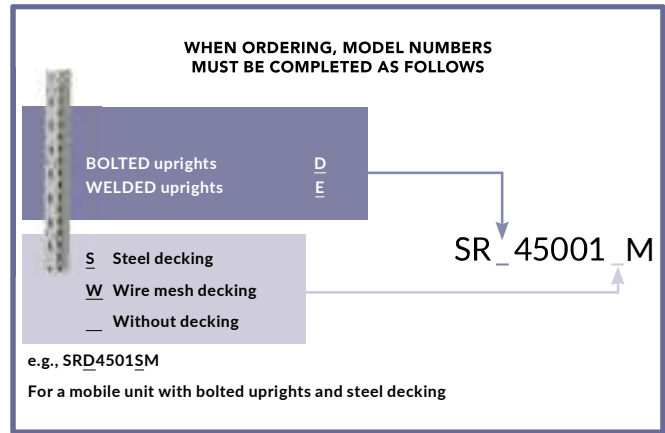 WHEN ORDERING, MODEL NUMBERS
MUST BE COMPLETED AS FOLLOWS
BOLTED uprights D
WELDED uprights E
SR_45001_M
S Steel decking
W Wire mesh decking
__ Without decking
e.g., SRD4501SM
For a mobile unit with bolted uprights and steel decking